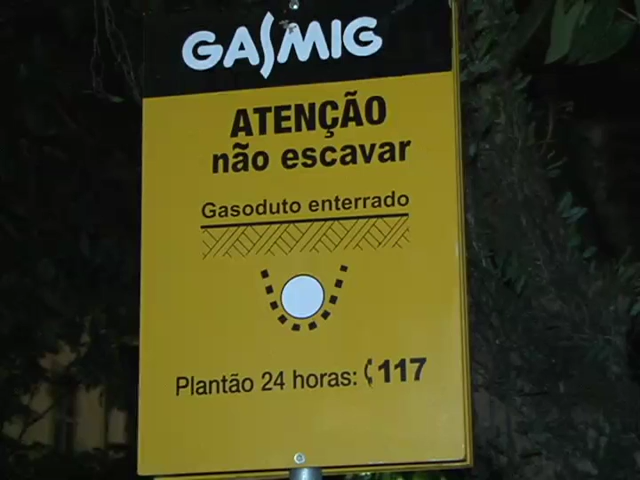 GASMIG
ATENÇÃO
não escavar
Gasoduto enterrado
Plantão 24 horas: 117